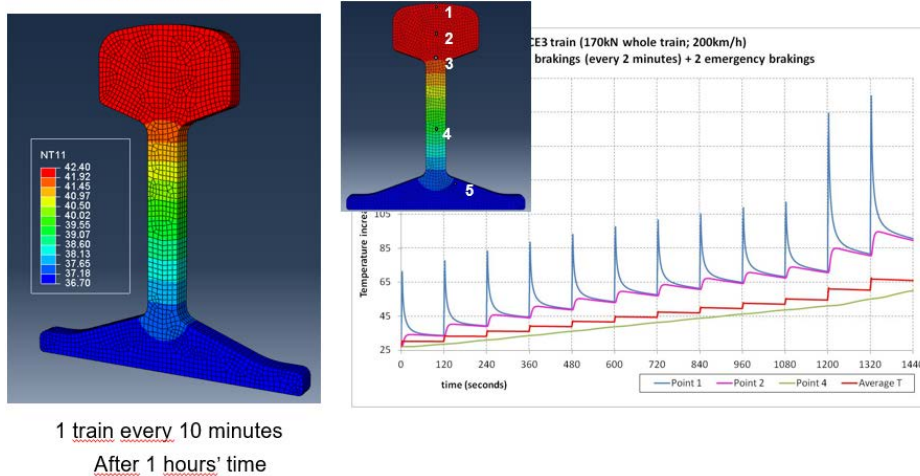 NT11
42.40
41.92
41.45
40.97
40.50
40.02
39.55
39.07
38.60
38.13
37.65
37.18
36.70
1 train every 10 minutes
After 1 hours' time
1
2
3
4
5
train (170kN whole train; 200km/h)
brakings (every 2 minutes) + 2 emergency brakings
Temperature
105
85
65
45
25
0 120 240 360 480 600 720 840 960 1080 1200 1320 1440
time (seconds)
Point 1 Point 2 Point 4 Average T